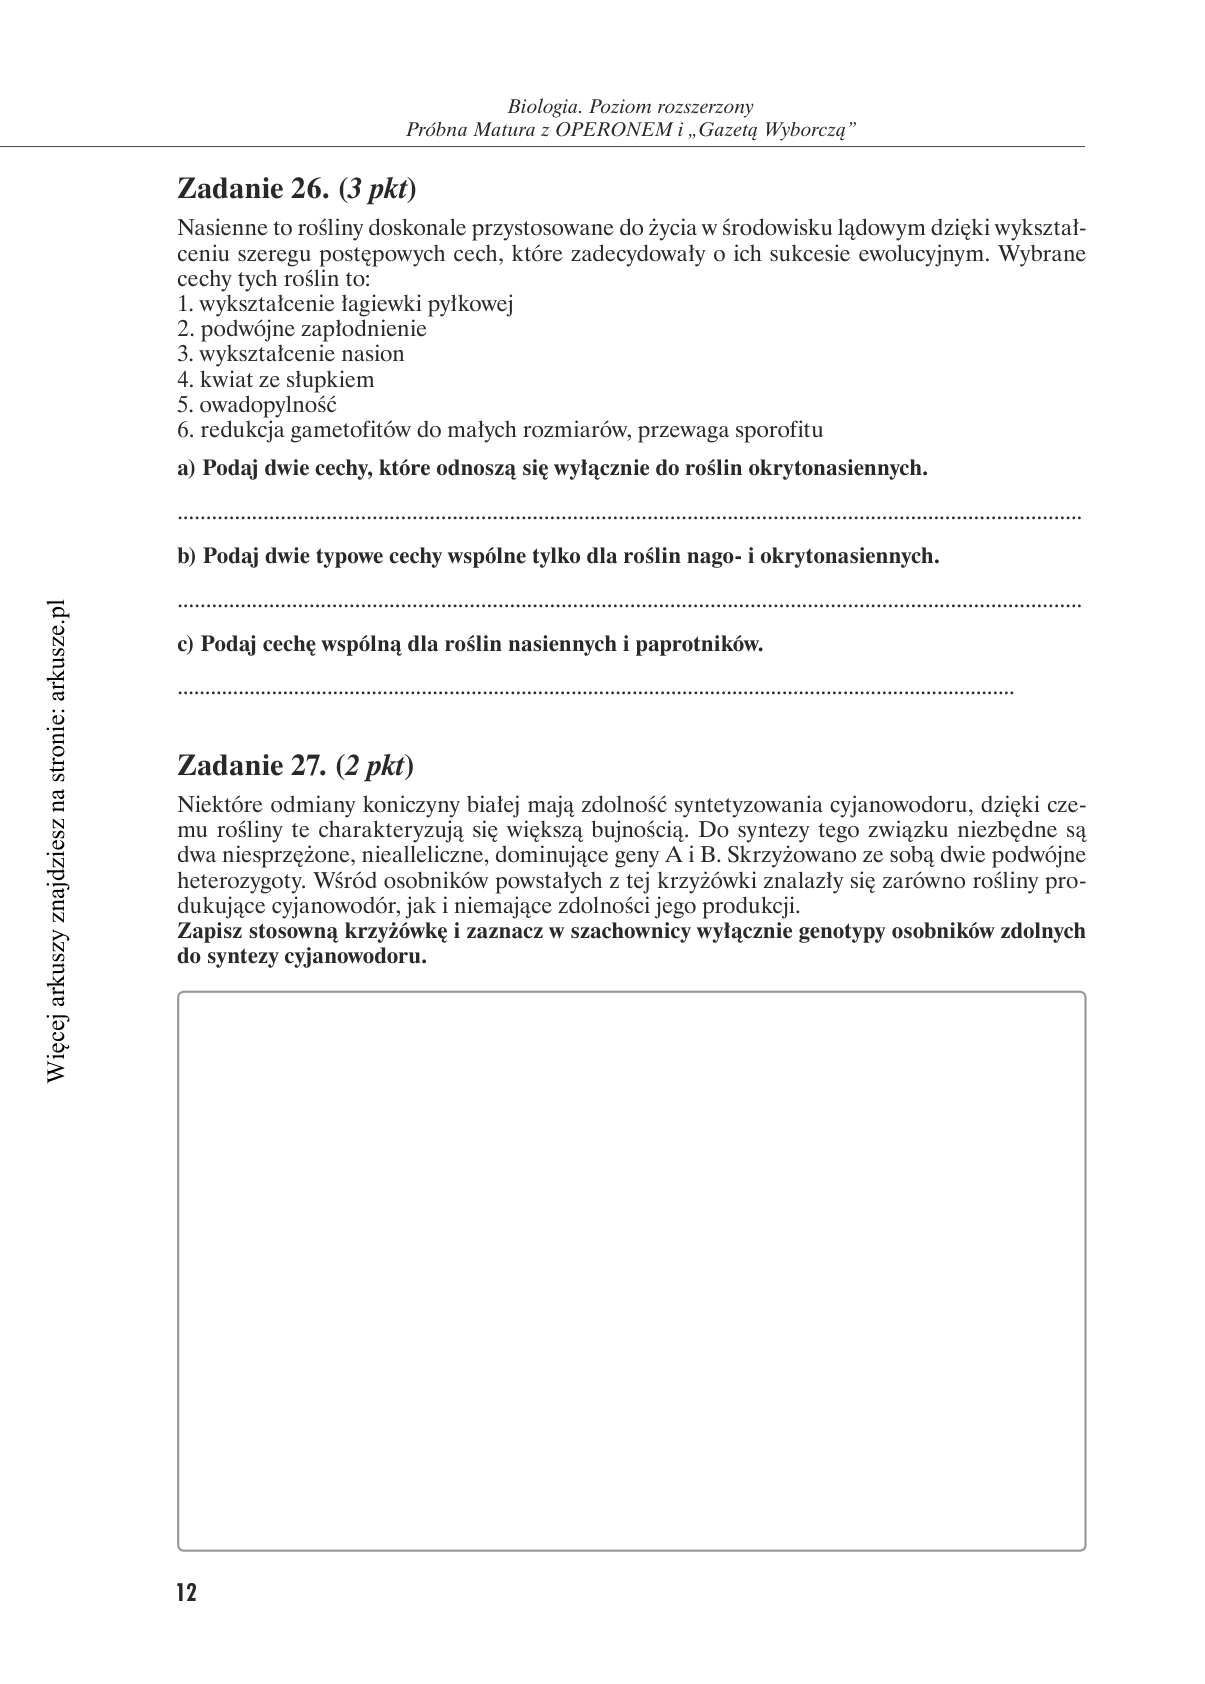 Biologia. Poziom rozszerzony
Próbna Matura z OPERONEM i „Gazetą Wyborczą”
Zadanie 26. (3 pkt)
Nasienne to rośliny doskonale przystosowane do życia w środowisku lądowym dzięki wykształ-
ceniu szeregu postępowych cech, które zadecydowały o ich sukcesie ewolucyjnym. Wybrane
cechy tych roślin to:
1. wykształcenie łagiewki pyłkowej
2. podwójne zapłodnienie
3. wykształcenie nasion
4. kwiat ze słupkiem
5. owadopylność
6. redukcja gametofitów do małych rozmiarów, przewaga sporofitu
a) Podaj dwie cechy, które odnoszą się wyłącznie do roślin okrytonasiennych.
b) Podaj dwie typowe cechy wspólne tylko dla roślin nago- i okrytonasiennych.
c) Podaj cechę wspólną dla roślin nasiennych i paprotników.
Zadanie 27. (2 pkt)
Niektóre odmiany koniczyny białej mają zdolność syntetyzowania cyjanowodoru, dzięki cze-
mu rośliny te charakteryzują się większą bujnością. Do syntezy tego związku niezbędne są
dwa niesprzężone, niealleliczne, dominujące geny A i B. Skrzyżowano ze sobą dwie podwójne
heterozygoty. Wśród osobników powstałych z tej krzyżówki znalazły się zarówno rośliny pro-
dukujące cyjanowodór, jak i niemające zdolności jego produkcji.
Zapisz stosowną krzyżówkę i zaznacz w szachownicy wyłącznie genotypy osobników zdolnych
do syntezy cyjanowodoru.
12
Więcej arkuszy znajdziesz na stronie: arkusze.pl